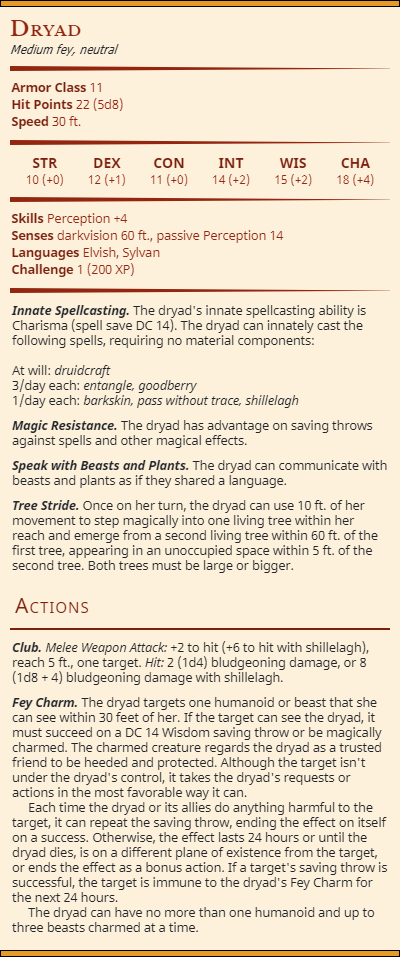 Dryad
Medium fey, neutral
Armor Class 11
Hit Points 22 (5d8)
Speed 30 ft.
STR DEX CON INT WIS CHA
10 (+0) 12 (+1) 11 (+0) 14 (+2) 15 (+2) 18 (+4)
Skills Perception +4
Senses darkvision 60 ft., passive Perception 14
Languages Elvish, Sylvan
Challenge 1 (200 XP)
Innate Spellcasting. The dryad's innate spellcasting ability is
Charisma (spell save DC 14). The dryad can innately cast the
following spells, requiring no material components:
At will: druidcraft
3/day each: entangle, goodberry
1/day each: barkskin, pass without trace, shillelagh
Magic Resistance. The dryad has advantage on saving throws
against spells and other magical effects.
Speak with Beasts and Plants. The dryad can communicate with
beasts and plants as if they shared a language.
Tree Stride. Once on her turn, the dryad can use 10 ft. of her
movement to step magically into one living tree within her
reach and emerge from a second living tree within 60 ft. of the
first tree, appearing in an unoccupied space within 5 ft. of the
second tree. Both trees must be large or bigger.
Actions
Club. Melee Weapon Attack: +2 to hit (+6 to hit with shillelagh),
reach 5 ft., one target. Hit: 2 (1d4) bludgeoning damage, or 8
(1d8 + 4) bludgeoning damage with shillelagh.
Fey Charm. The dryad targets one humanoid or beast that she
can see within 30 feet of her. If the target can see the dryad, it
must succeed on a DC 14 Wisdom saving throw or be magically
charmed. The charmed creature regards the dryad as a trusted
friend to be heeded and protected. Although the target isn't
under the dryad's control, it takes the dryad's requests or
actions in the most favorable way it can.
Each time the dryad or its allies do anything harmful to the
target, it can repeat the saving throw, ending the effect on itself
on a success. Otherwise, the effect lasts 24 hours or until the
dryad dies, is on a different plane of existence from the target,
or ends the effect as a bonus action. If a target's saving throw is
successful, the target is immune to the dryad's Fey Charm for
the next 24 hours.
The dryad can have no more than one humanoid and up to
three beasts charmed at a time.